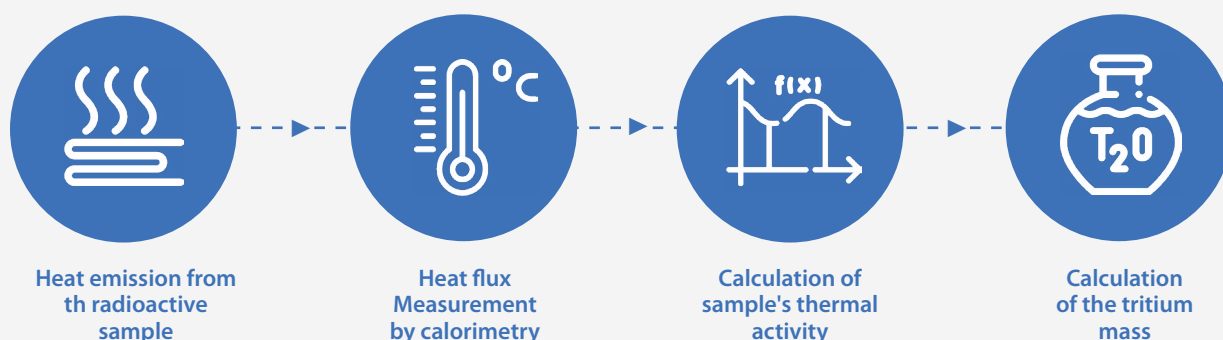 °C
f(x)
T2O
Heat emission from
th radioactive
sample
Heat flux
Measurement
by calorimetry
Calculation of
sample's thermal
activity
Calculation
of the tritium
mass